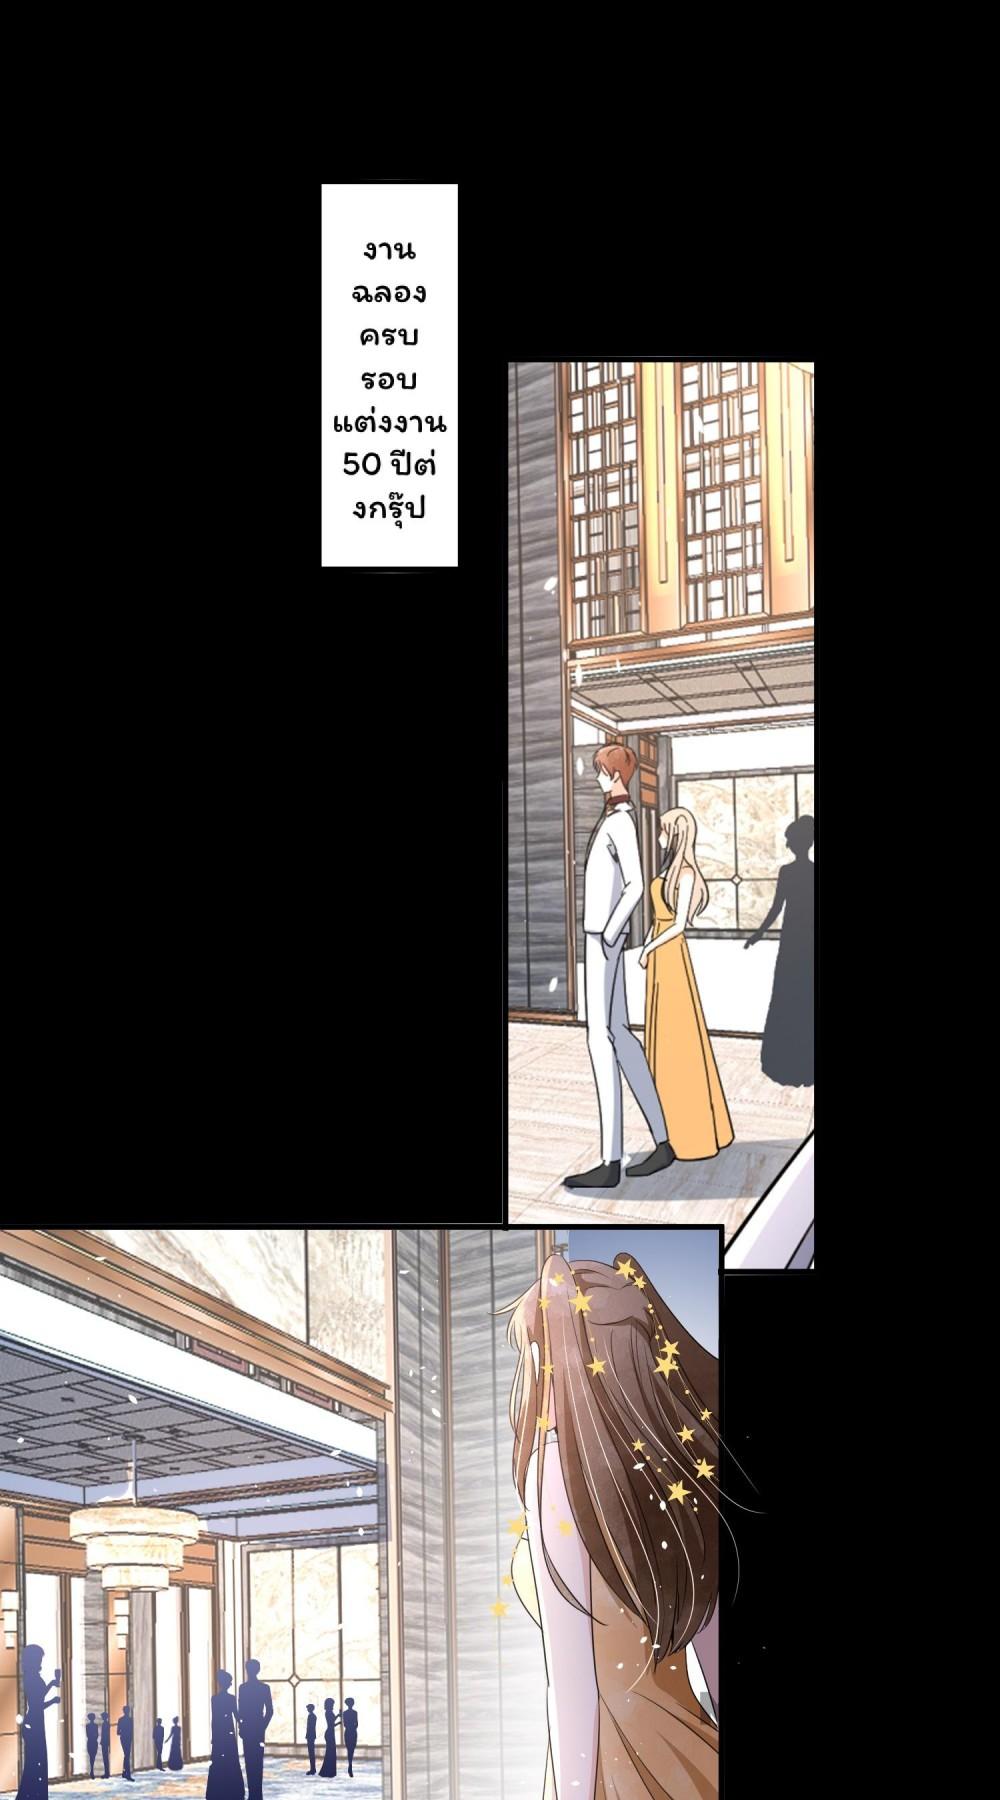 งาน
ฉลอง
ครบ
รอบ
แต่งงาน
50 ปีต่
งกรุ๊ป